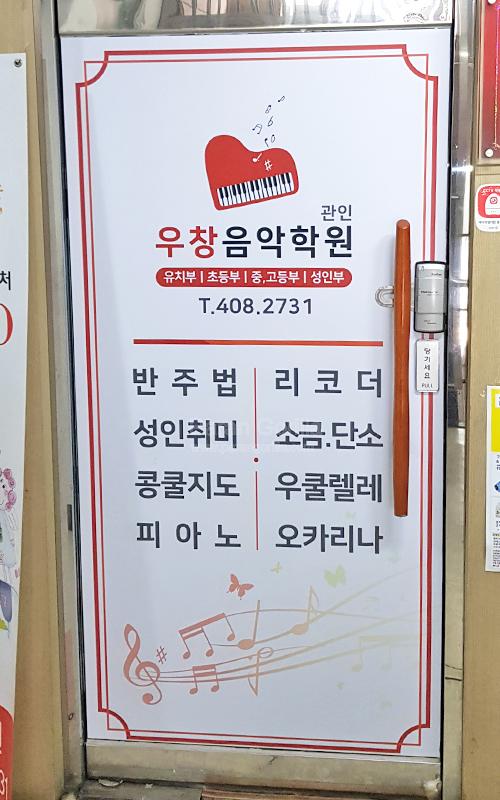 관인
우창음악학원
유치부 | 초등부 | 중,고등부 | 성인부
T.408.2731
반주법 리코더
성인취미 소금.단소
콩쿨지도 우쿨렐레
피아노 오카리나
당기세요
PULL
처
0